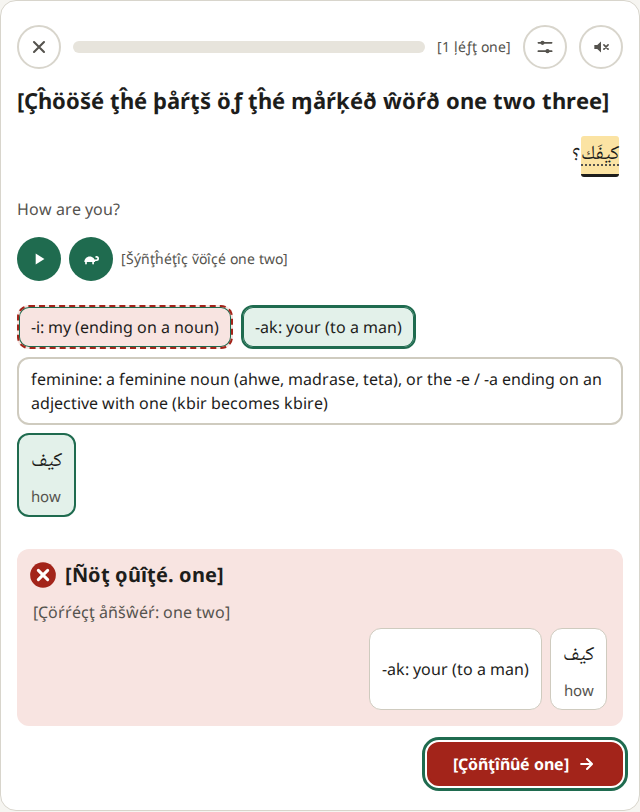 [1 ļéƒţ one]
[Çĥööšé ţĥé þåŕţš öƒ ţĥé ɱåŕķéð ŵöŕð one two three]
كيفَك؟
How are you?
[Šýñţĥéţîç ṽöîçé one two]
-i: my (ending on a noun)
-ak: your (to a man)
feminine: a feminine noun (ahwe, madrase, teta), or the -e / -a ending on an
adjective with one (kbir becomes kbire)
كيف
how
[Ñöţ ǫûîţé. one]
[Çöŕŕéçţ åñšŵéŕ: one two]
كيف
how
-ak: your (to a man)
[Çöñţîñûé one]